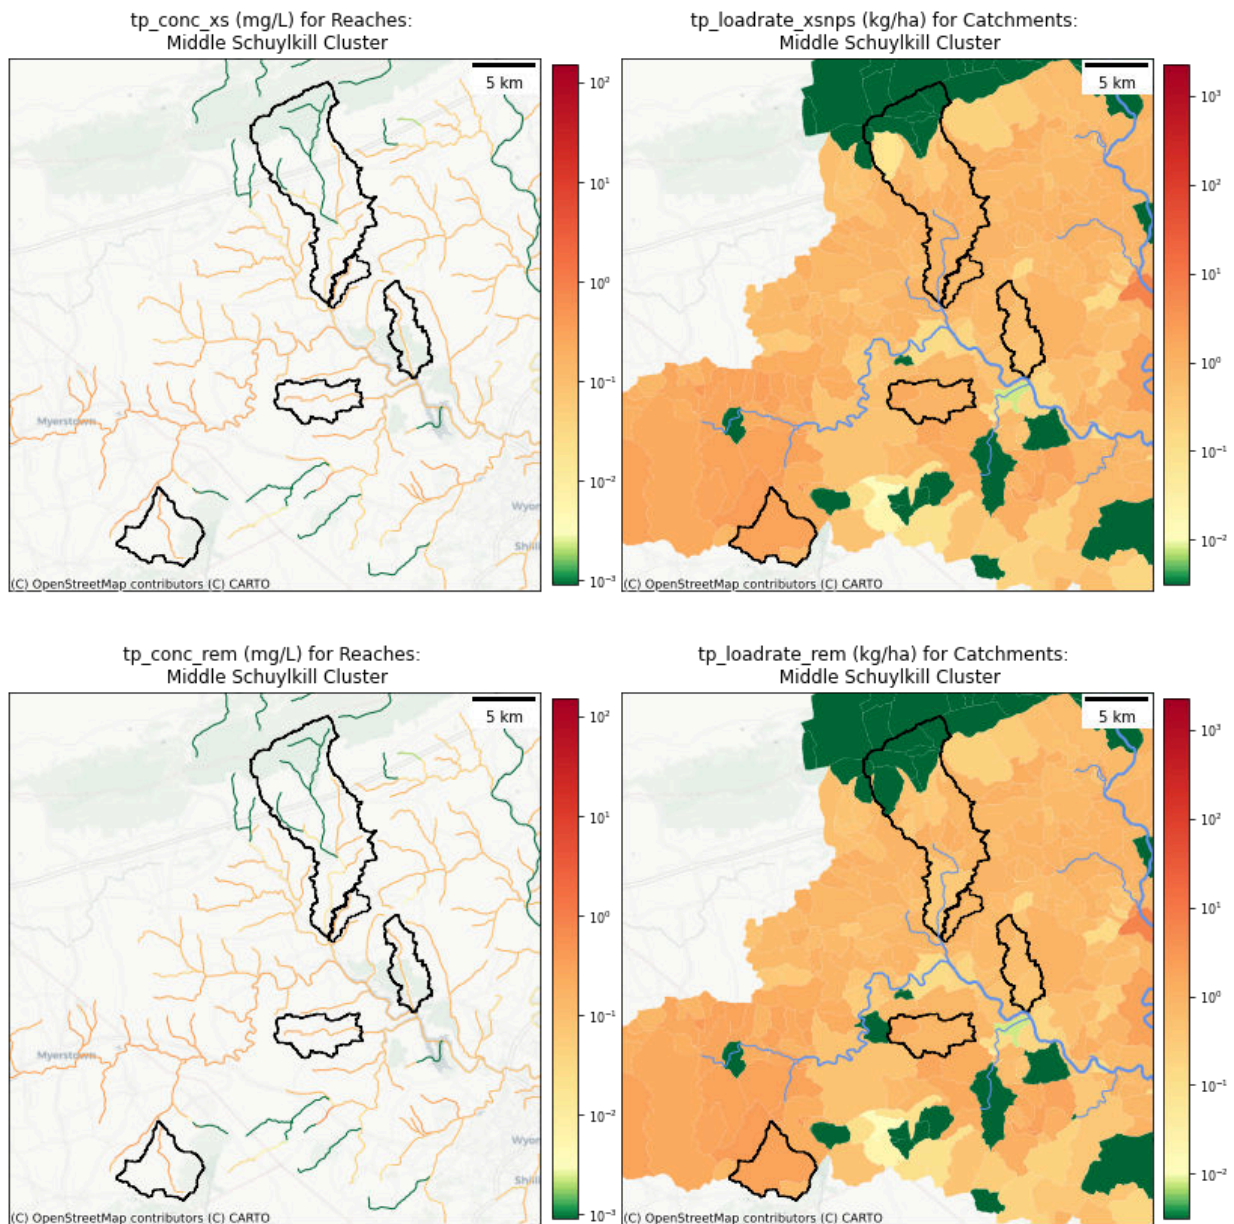 tp_conc_xs (mg/L) for Reaches:
Middle Schuylkill Cluster
5 km
10²
10¹
10⁰
10⁻¹
10⁻²
10⁻³
Myerstown
(C) OpenStreetMap contributors (C) CARTO
tp_loadrate_xsnps (kg/ha) for Catchments:
Middle Schuylkill Cluster
5 km
10³
10²
10¹
10⁰
10⁻¹
10⁻²
(C) OpenStreetMap contributors (C) CARTO
tp_conc_rem (mg/L) for Reaches:
Middle Schuylkill Cluster
5 km
10²
10¹
10⁰
10⁻¹
10⁻²
10⁻³
Myerstown
(C) OpenStreetMap contributors (C) CARTO
tp_loadrate_rem (kg/ha) for Catchments:
Middle Schuylkill Cluster
5 km
10³
10²
10¹
10⁰
10⁻¹
10⁻²
(C) OpenStreetMap contributors (C) CARTO